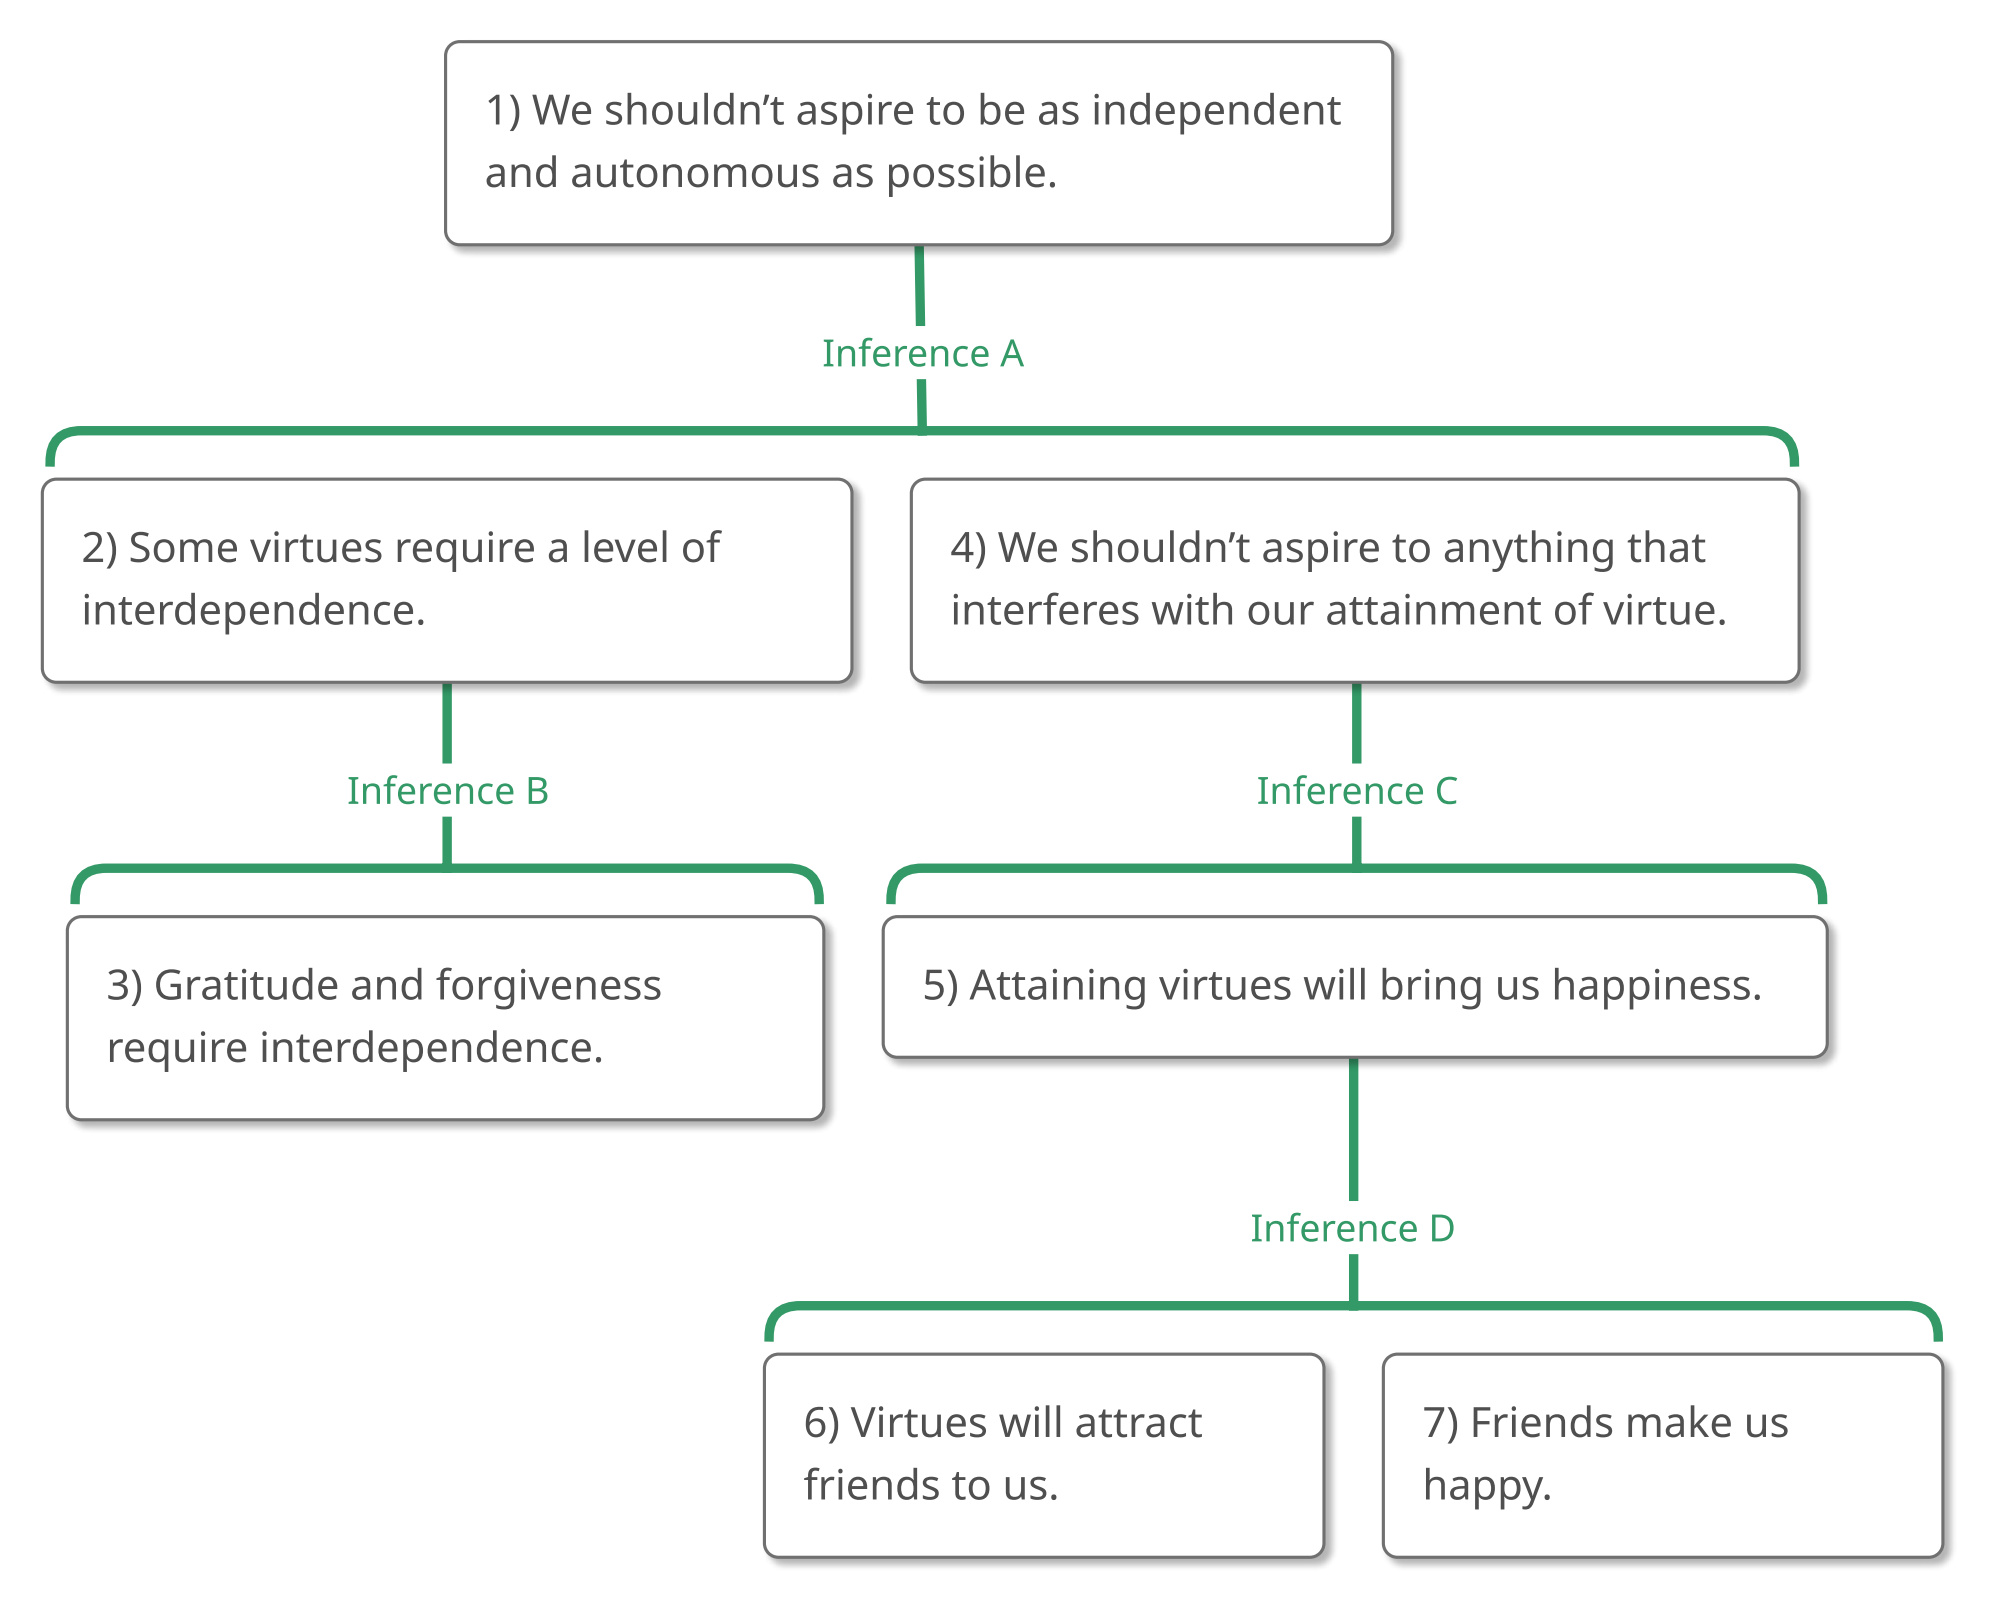 1) We shouldn’t aspire to be as independent
and autonomous as possible.
Inference A
2) Some virtues require a level of
interdependence.
4) We shouldn’t aspire to anything that
interferes with our attainment of virtue.
Inference B
Inference C
3) Gratitude and forgiveness
require interdependence.
5) Attaining virtues will bring us happiness.
Inference D
6) Virtues will attract
friends to us.
7) Friends make us
happy.